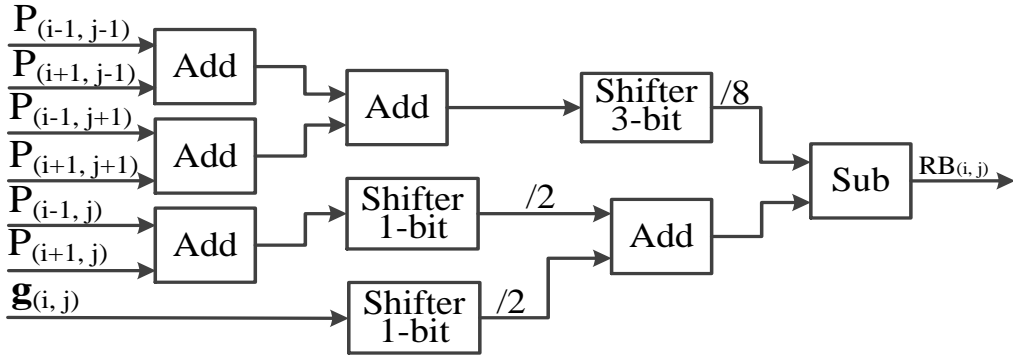 P(i-1, j-1)
P(i+1, j-1)
Add
P(i-1, j+1)
P(i+1, j+1)
Add
Add
Shifter
3-bit
/8
P(i-1, j)
P(i+1, j)
Add
Shifter
1-bit
/2
Add
Sub
RB(i, j)
g(i, j)
Shifter
1-bit
/2